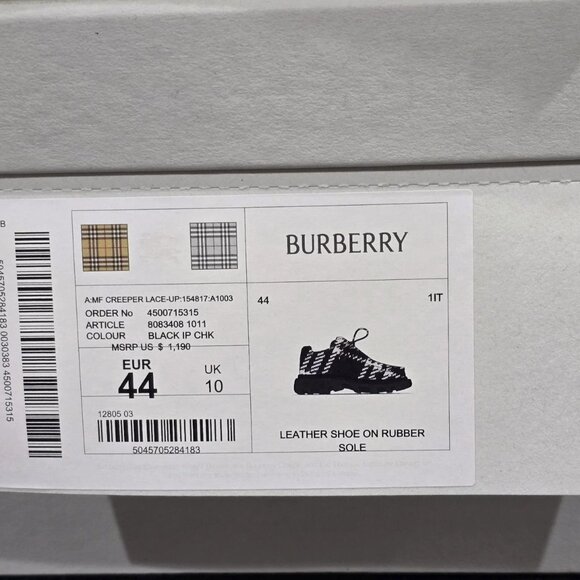 BURBERRY
A:MF CREEPER LACE-UP:154817:A1003
ORDER No 4500715315
ARTICLE 8083408 1011
COLOUR BLACK IP CHK
MSRP US $ 1,190
EUR UK
44 10
12805 03
5045705284183
44 1IT
LEATHER SHOE ON RUBBER
SOLE
B
5045705284183 0030383 4500715315